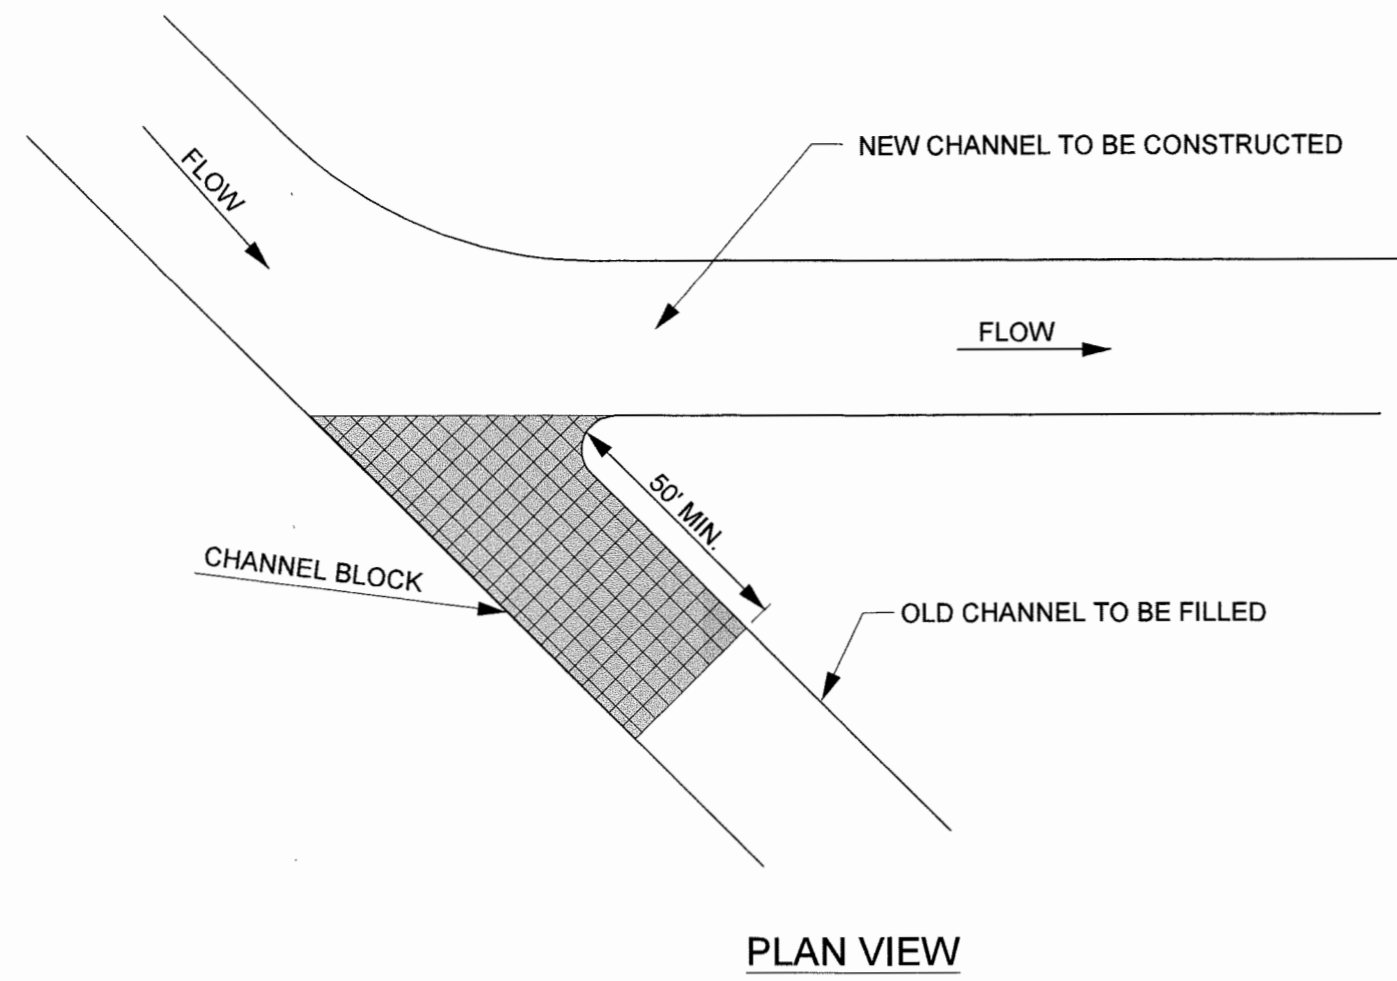 NEW CHANNEL TO BE CONSTRUCTED
FLOW
FLOW
50' MIN.
CHANNEL BLOCK
OLD CHANNEL TO BE FILLED
PLAN VIEW